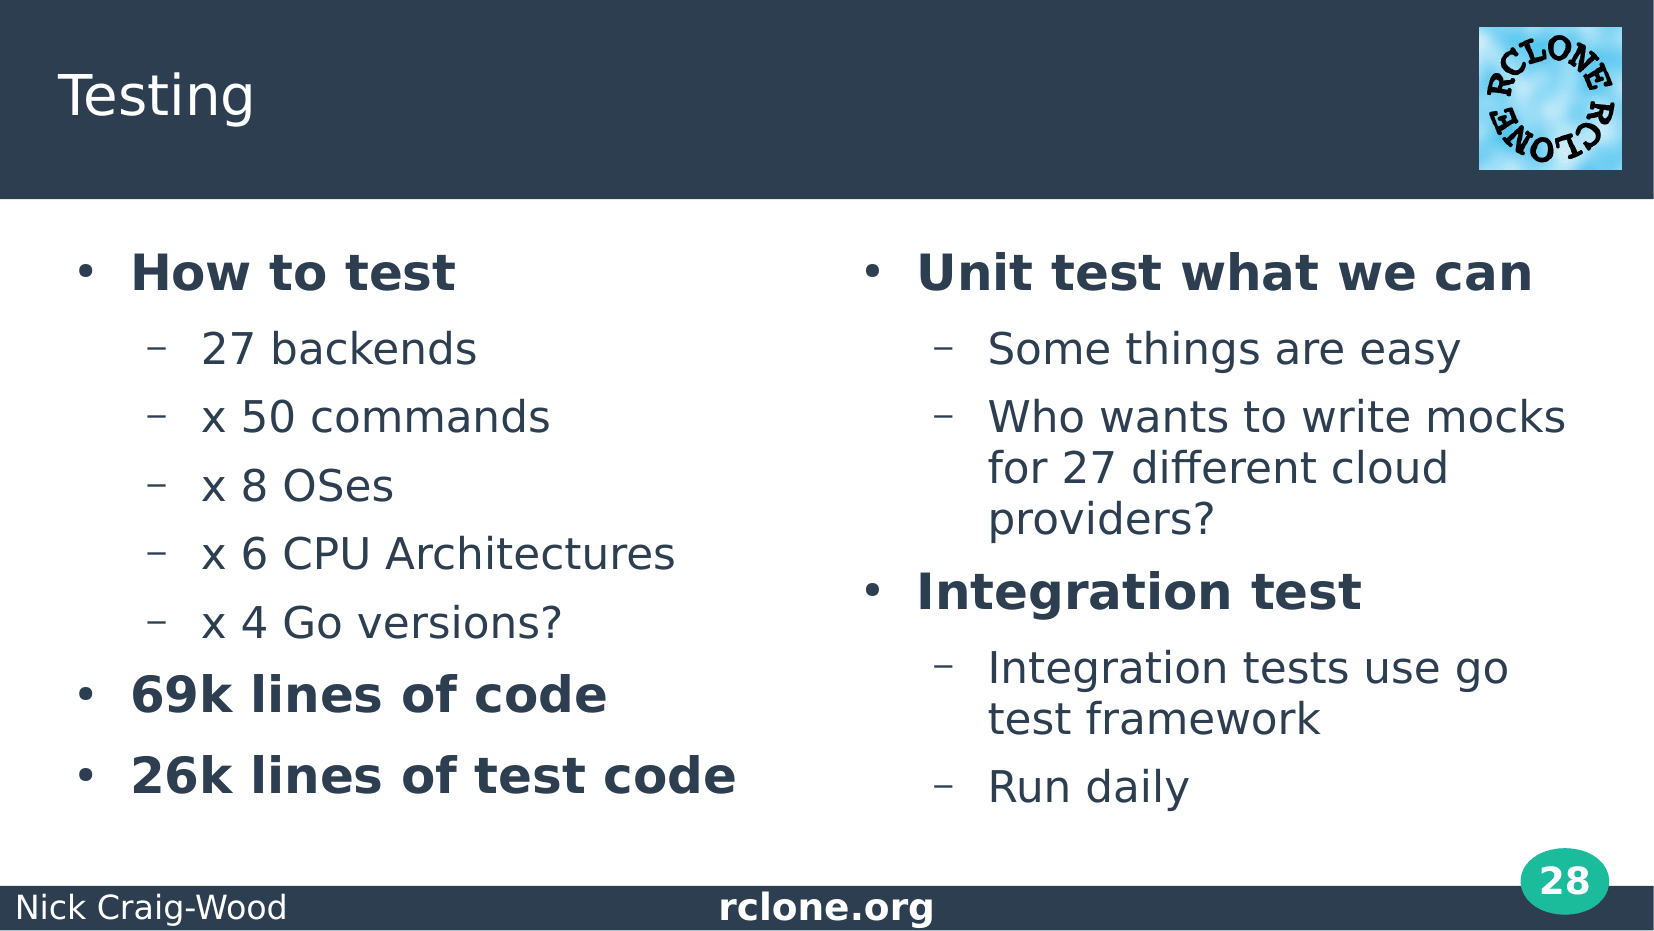 Testing
RCLONE RCLONE
• How to test
– 27 backends
– x 50 commands
– x 8 OSes
– x 6 CPU Architectures
– x 4 Go versions?
• 69k lines of code
• 26k lines of test code
• Unit test what we can
– Some things are easy
– Who wants to write mocks
for 27 different cloud
providers?
• Integration test
– Integration tests use go
test framework
– Run daily
Nick Craig-Wood
rclone.org
28